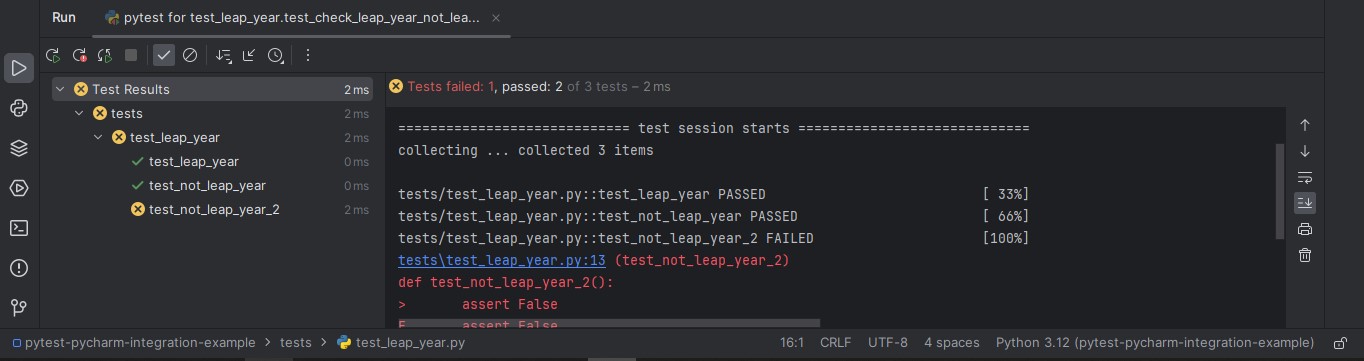 Run pytest for test_leap_year.test_check_leap_year_not_lea...
Test Results 2 ms
tests 2 ms
test_leap_year 2 ms
test_leap_year 0 ms
test_not_leap_year 0 ms
test_not_leap_year_2 2 ms
Tests failed: 1, passed: 2 of 3 tests – 2 ms
============================= test session starts =============================
collecting ... collected 3 items
tests/test_leap_year.py::test_leap_year PASSED [ 33%]
tests/test_leap_year.py::test_not_leap_year PASSED [ 66%]
tests/test_leap_year.py::test_not_leap_year_2 FAILED [100%]
tests\test_leap_year.py:13 (test_not_leap_year_2)
def test_not_leap_year_2():
> assert False
E assert False
pytest-pycharm-integration-example > tests > test_leap_year.py 16:1 CRLF UTF-8 4 spaces Python 3.12 (pytest-pycharm-integration-example)